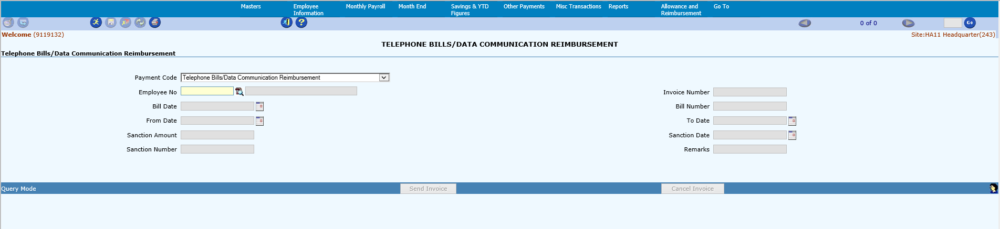 Masters Employee Monthly Payroll Month End Savings & YTD Other Payments Misc Transactions Reports Allowance and Go To
Information Figures Reimbursement
? 0 of 0 GO
Welcome (9119132) Site:HA11 Headquarter(243)
TELEPHONE BILLS/DATA COMMUNICATION REIMBURSEMENT
Telephone Bills/Data Communication Reimbursement
Payment Code Telephone Bills/Data Communication Reimbursement
Employee No Invoice Number
Bill Date Bill Number
From Date To Date
Sanction Amount Sanction Date
Sanction Number Remarks
Query Mode Send Invoice Cancel Invoice